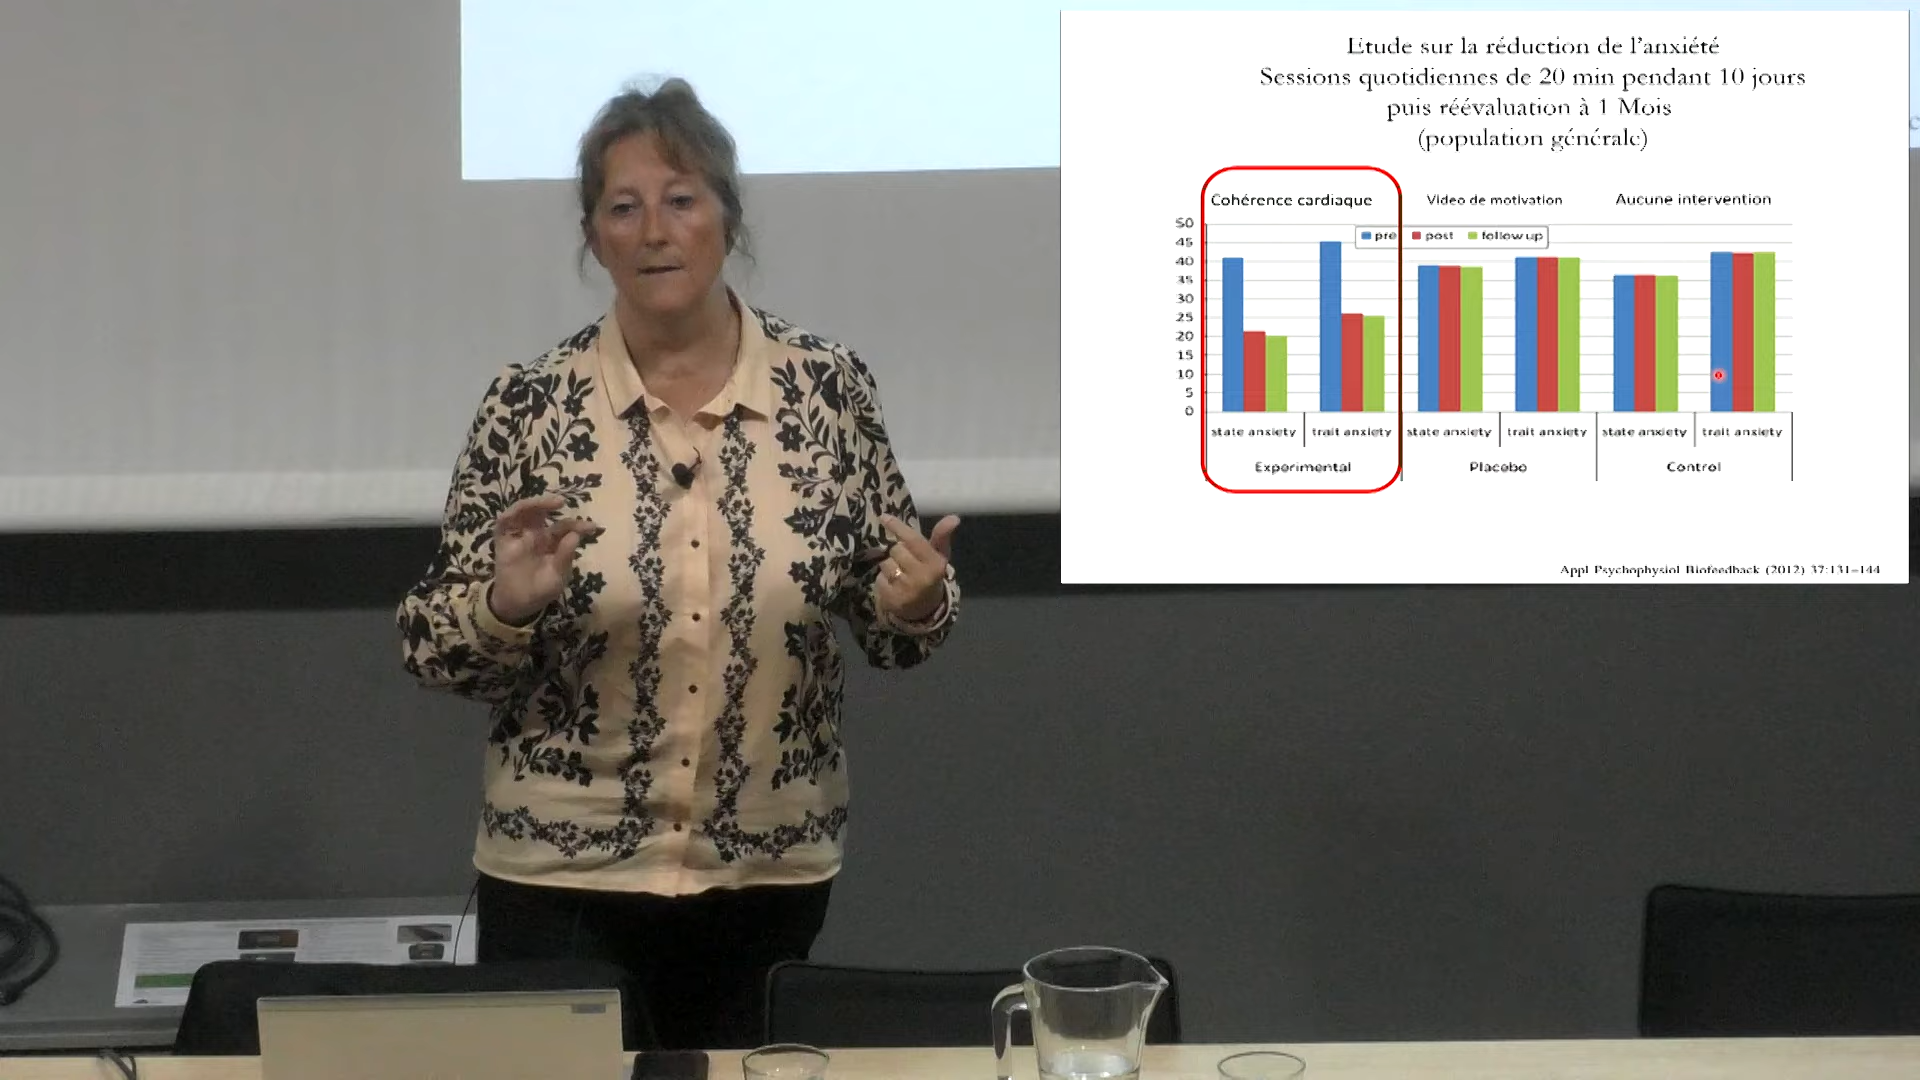 Etude sur la réduction de l'anxiété
Sessions quotidiennes de 20 min pendant 10 jours
puis réévaluation à 1 Mois
(population générale)
Cohérence cardiaque
Video de motivation
Aucune intervention
pre post follow up
50
45
40
35
30
25
20
15
10
5
0
state anxiety trait anxiety state anxiety trait anxiety state anxiety trait anxiety
Experimental Placebo Control
Appl Psychophysiol Biofeedback (2012) 37:131–144